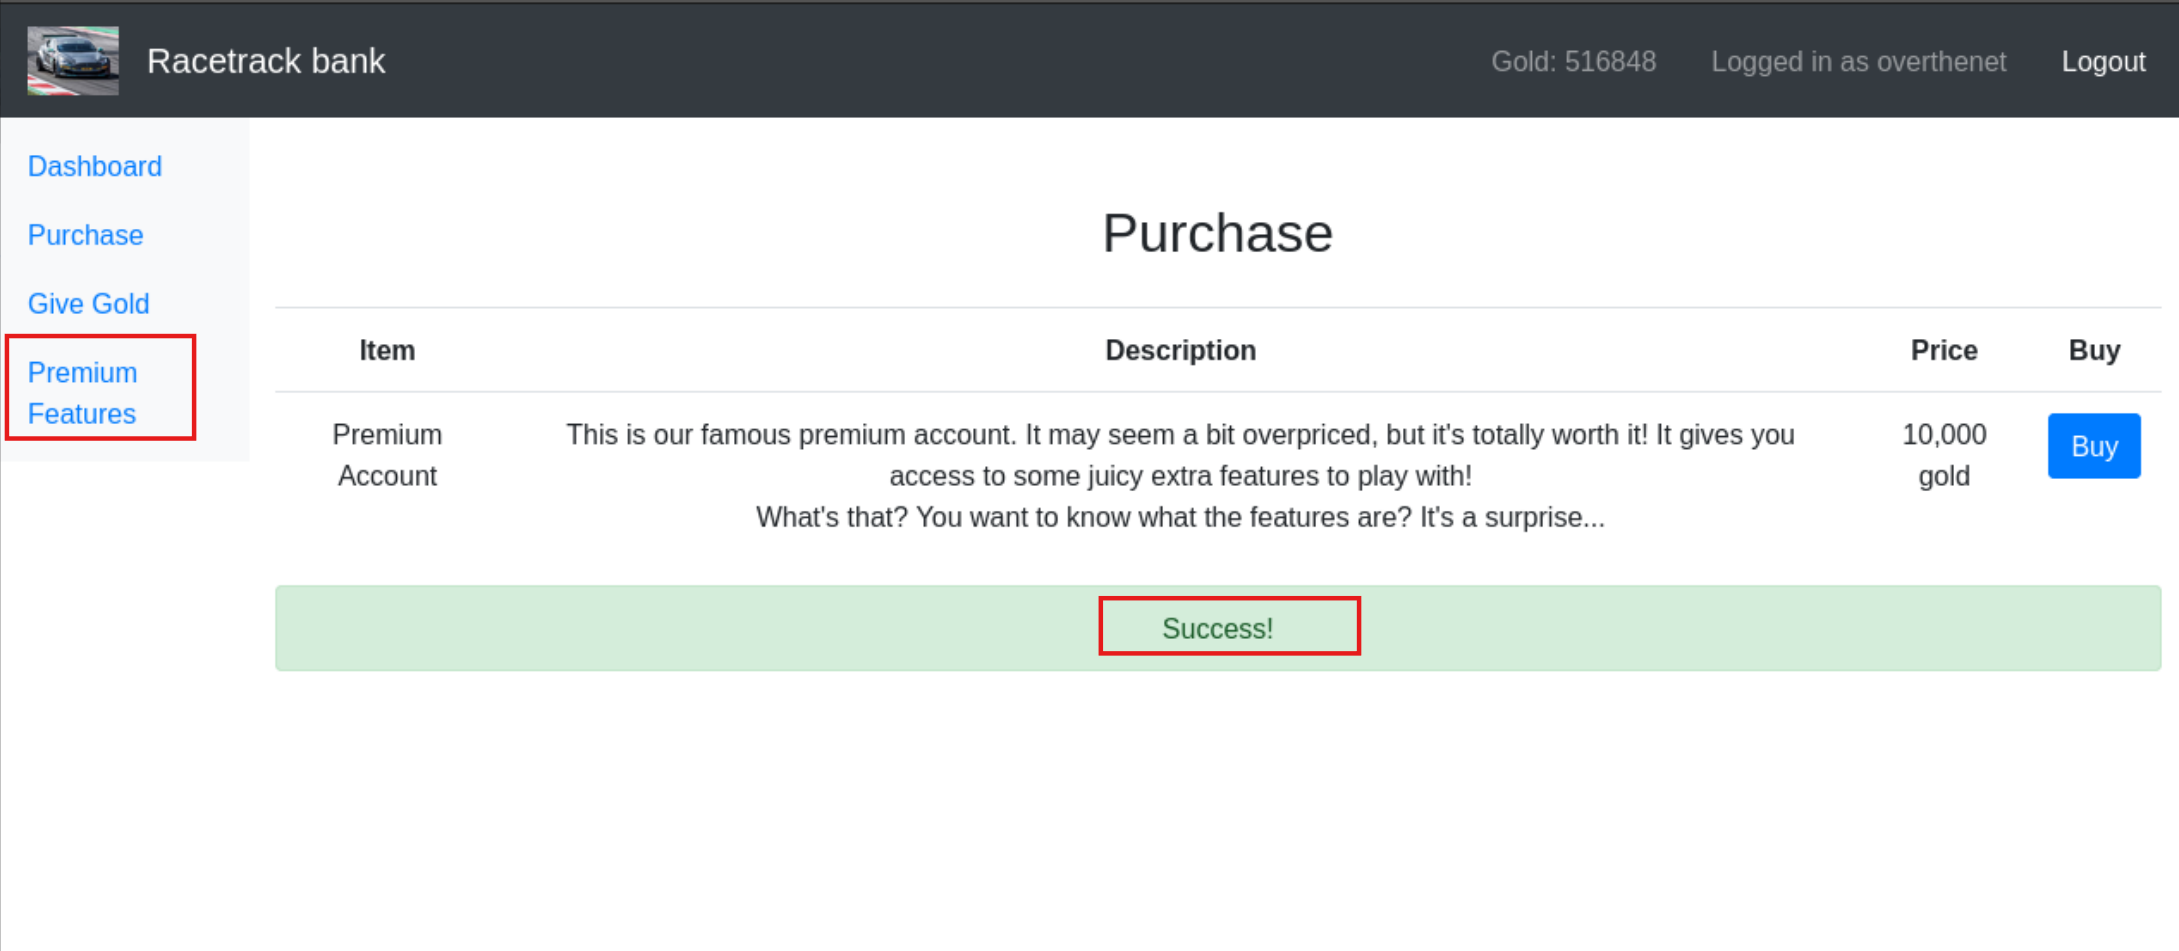 Racetrack bank
Gold: 516848
Logged in as overthenet
Logout
Dashboard
Purchase
Give Gold
Premium
Features
Purchase
Item
Description
Price
Buy
Premium
Account
This is our famous premium account. It may seem a bit overpriced, but it's totally worth it! It gives you
access to some juicy extra features to play with!
What's that? You want to know what the features are? It's a surprise...
10,000
gold
Buy
Success!